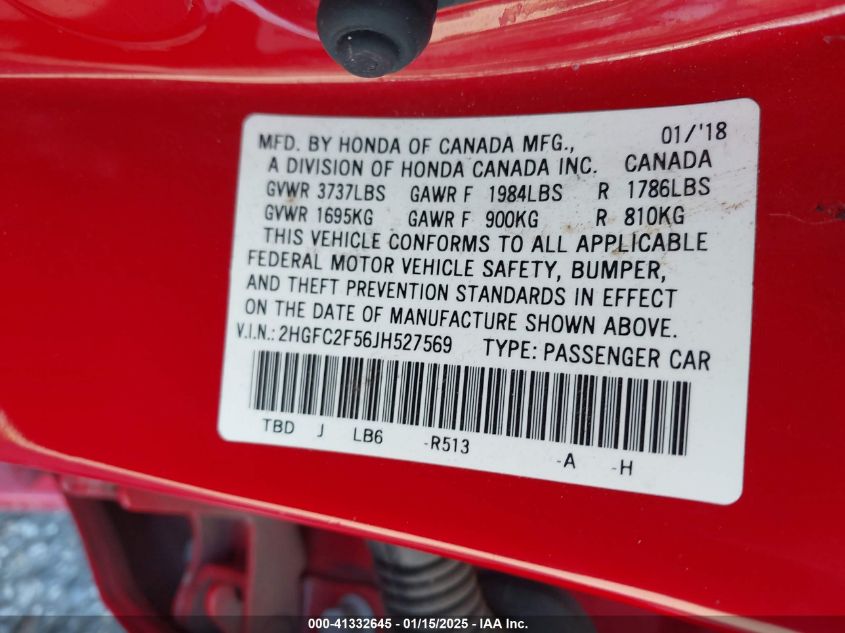 MFD. BY HONDA OF CANADA MFG., 01/'18
A DIVISION OF HONDA CANADA INC. CANADA
GVWR 3737LBS GAWR F 1984LBS R 1786LBS
GVWR 1695KG GAWR F 900KG R 810KG
THIS VEHICLE CONFORMS TO ALL APPLICABLE
FEDERAL MOTOR VEHICLE SAFETY, BUMPER,
AND THEFT PREVENTION STANDARDS IN EFFECT
ON THE DATE OF MANUFACTURE SHOWN ABOVE.
V.I.N.: 2HGFC2F56JH527569 TYPE: PASSENGER CAR
TBD J LB6 -R513 -A -H
000-41332645 - 01/15/2025 - IAA Inc.